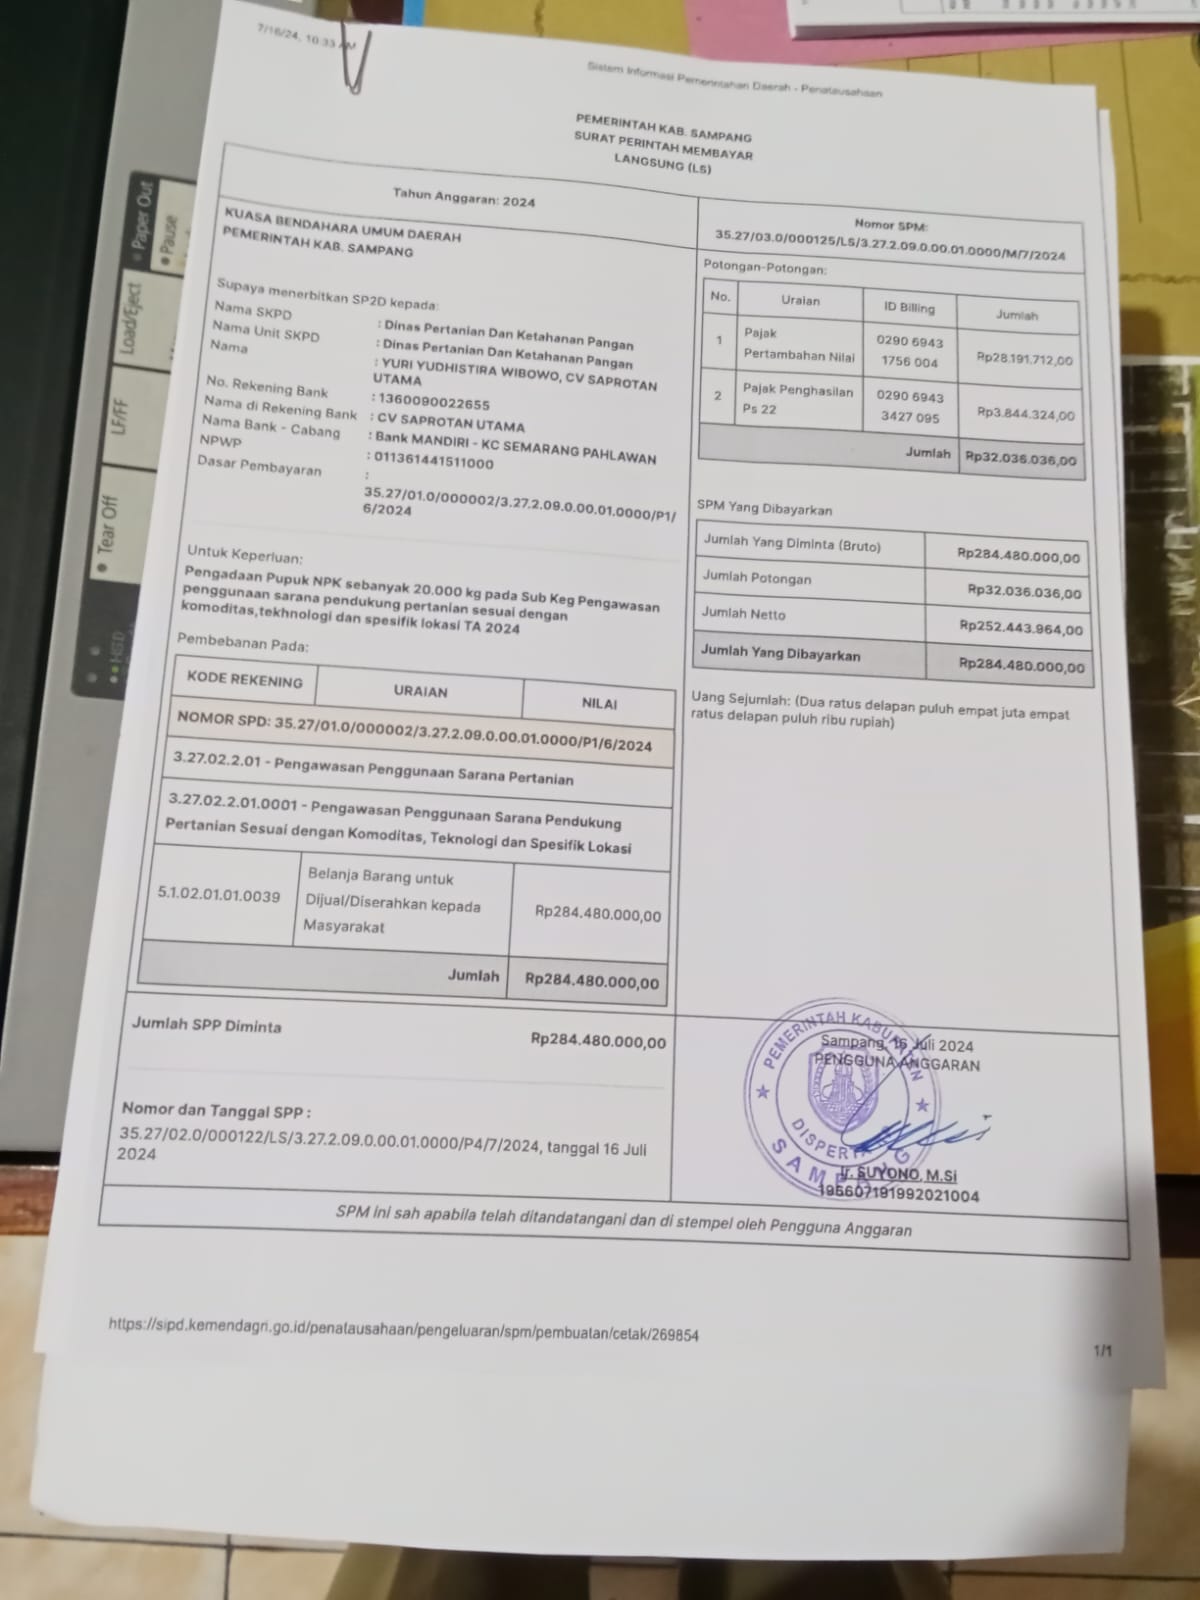 7/16/24, 10:33 AM
Sistem Informasi Pemerintahan Daerah - Penatausahaan
PEMERINTAH KAB. SAMPANG
SURAT PERINTAH MEMBAYAR
LANGSUNG (LS)
Tahun Anggaran: 2024
Nomor SPM:
35.27/03.0/000125/LS/3.27.2.09.0.00.01.0000/M/7/2024
KUASA BENDAHARA UMUM DAERAH
PEMERINTAH KAB. SAMPANG
Supaya menerbitkan SP2D kepada:
Nama SKPD : Dinas Pertanian Dan Ketahanan Pangan
Nama Unit SKPD : Dinas Pertanian Dan Ketahanan Pangan
Nama : YURI YUDHISTIRA WIBOWO, CV SAPROTAN
UTAMA
No. Rekening Bank : 1360090022655
Nama di Rekening Bank : CV SAPROTAN UTAMA
Nama Bank - Cabang : Bank MANDIRI - KC SEMARANG PAHLAWAN
NPWP : 011361441511000
Dasar Pembayaran :
35.27/01.0/000002/3.27.2.09.0.00.01.0000/P1/
6/2024
Untuk Keperluan:
Pengadaan Pupuk NPK sebanyak 20.000 kg pada Sub Keg Pengawasan
penggunaan sarana pendukung pertanian sesuai dengan
komoditas,tekhnologi dan spesifik lokasi TA 2024
Pembebanan Pada:
KODE REKENING URAIAN NILAI
NOMOR SPD: 35.27/01.0/000002/3.27.2.09.0.00.01.0000/P1/6/2024
3.27.02.2.01 - Pengawasan Penggunaan Sarana Pertanian
3.27.02.2.01.0001 - Pengawasan Penggunaan Sarana Pendukung
Pertanian Sesuai dengan Komoditas, Teknologi dan Spesifik Lokasi
5.1.02.01.01.0039 Belanja Barang untuk
Dijual/Diserahkan kepada
Masyarakat Rp284.480.000,00
Jumlah Rp284.480.000,00
Jumlah SPP Diminta Rp284.480.000,00
Nomor dan Tanggal SPP :
35.27/02.0/000122/LS/3.27.2.09.0.00.01.0000/P4/7/2024, tanggal 16 Juli
2024
Potongan-Potongan:
No. Uraian ID Billing Jumlah
1 Pajak
Pertambahan Nilai 0290 6943
1756 004 Rp28.191.712,00
2 Pajak Penghasilan
Ps 22 0290 6943
3427 095 Rp3.844.324,00
Jumlah Rp32.036.036,00
SPM Yang Dibayarkan
Jumlah Yang Diminta (Bruto) Rp284.480.000,00
Jumlah Potongan Rp32.036.036,00
Jumlah Netto Rp252.443.964,00
Jumlah Yang Dibayarkan Rp284.480.000,00
Uang Sejumlah: (Dua ratus delapan puluh empat juta empat
ratus delapan puluh ribu rupiah)
Sampang, 16 Juli 2024
PENGGUNA ANGGARAN
PEMERINTAH KABUPATEN
DISPERTA
SAMPANG
Ir. SUYONO, M.Si
196607191992021004
SPM ini sah apabila telah ditandatangani dan di stempel oleh Pengguna Anggaran
https://sipd.kemendagri.go.id/penatausahaan/pengeluaran/spm/pembuatan/cetak/269854
1/1
Paper Out
Pause
Load/Eject
LF/FF
Tear Off